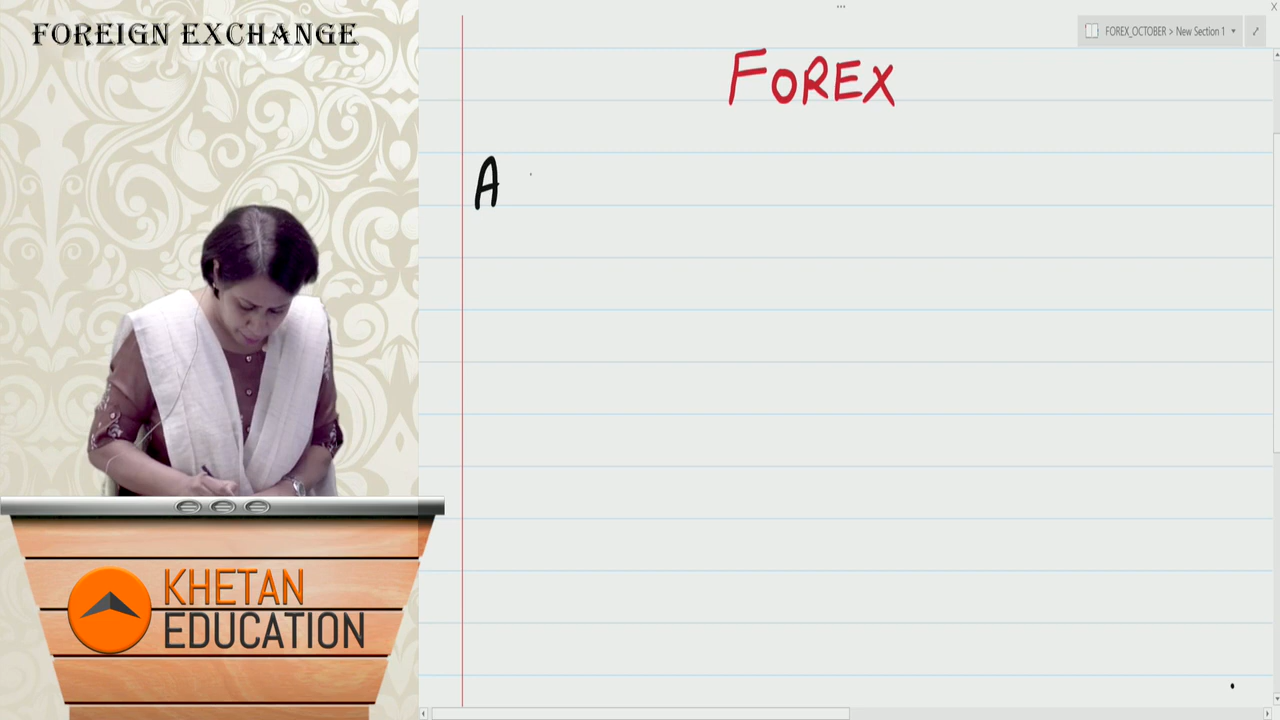 FOREIGN EXCHANGE
FOREX_OCTOBER > New Section 1
FOREX
A
KHETAN
EDUCATION